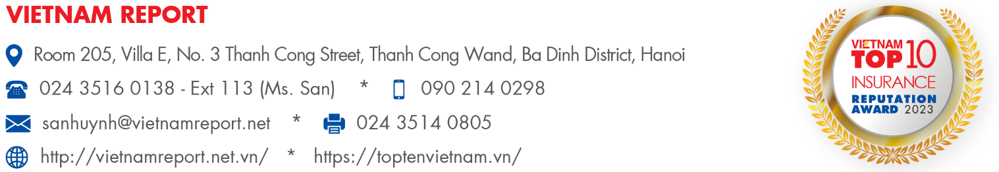 VIETNAM REPORT
Room 205, Villa E, No. 3 Thanh Cong Street, Thanh Cong Wand, Ba Dinh District, Hanoi
024 3516 0138 - Ext 113 (Ms. San) * 090 214 0298
sanhuynh@vietnamreport.net * 024 3514 0805
http://vietnamreport.net.vn/ * https://toptenvietnam.vn/
VIETNAM
TOP10
INSURANCE
REPUTATION
AWARD 2023